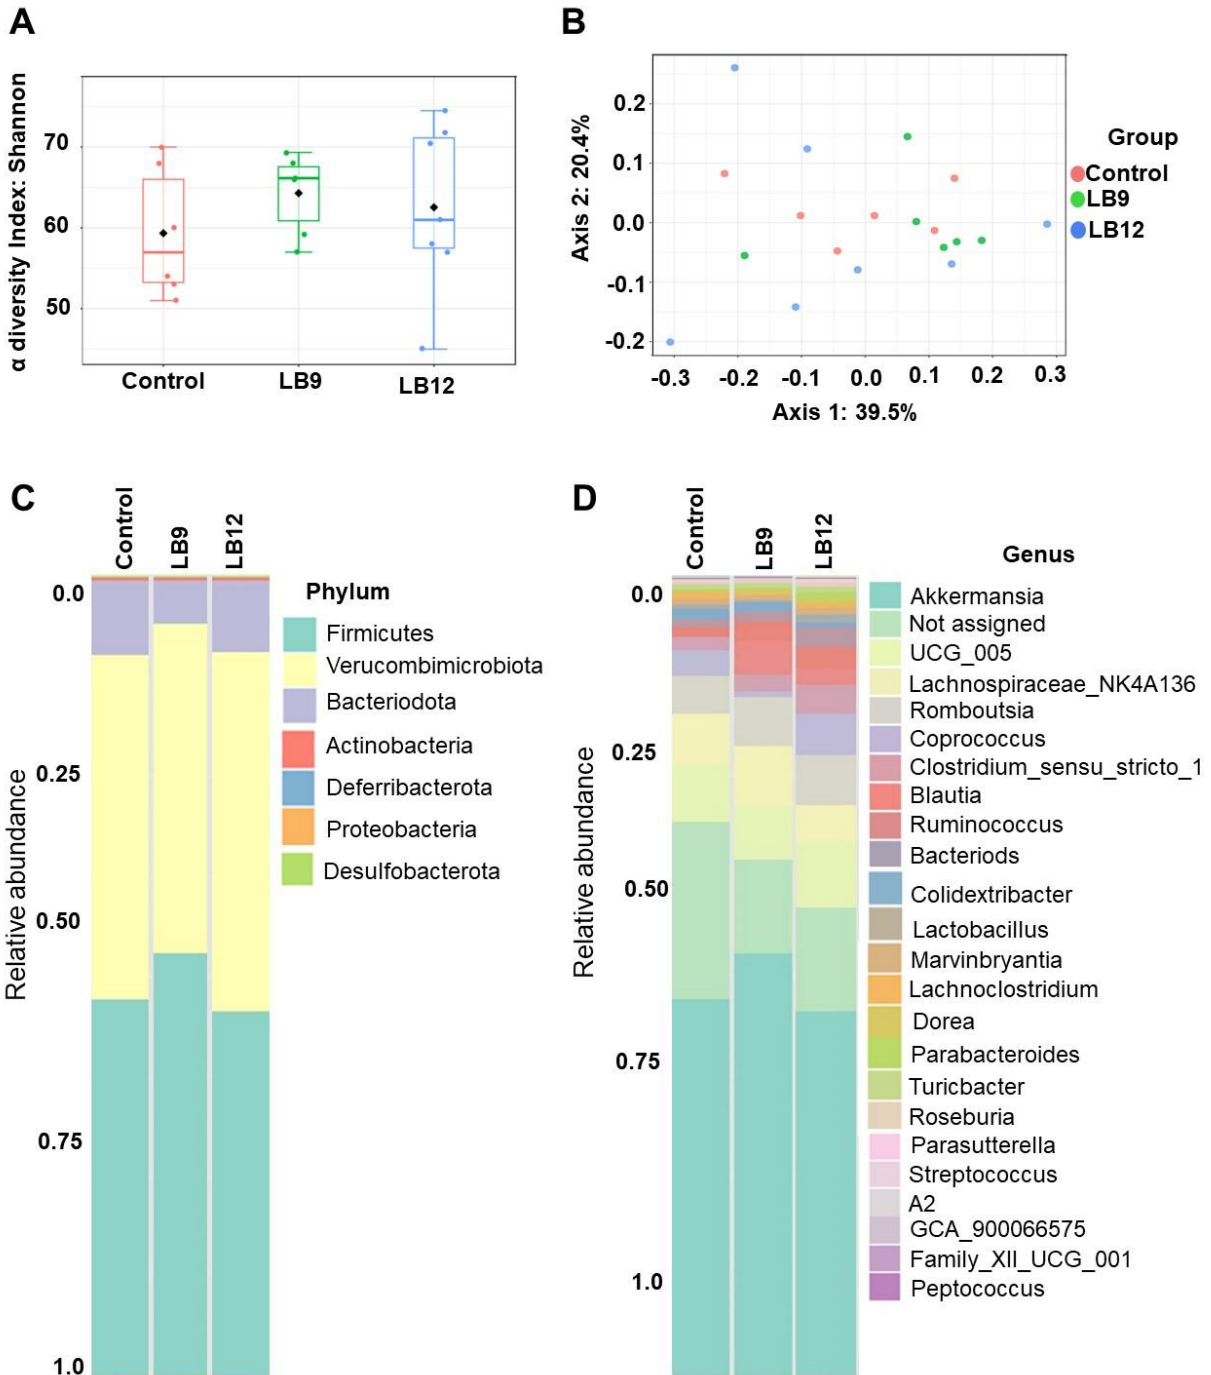 A
α diversity Index: Shannon
70
60
50
Control
LB9
LB12
B
Axis 2: 20.4%
0.2
0.1
0.0
-0.1
-0.2
-0.3
-0.2
-0.1
0.0
0.1
0.2
0.3
Axis 1: 39.5%
Group
Control
LB9
LB12
C
Control
LB9
LB12
Relative abundance
0.0
0.25
0.50
0.75
1.0
Phylum
Firmicutes
Verucombimicrobiota
Bacteriodota
Actinobacteria
Deferribacterota
Proteobacteria
Desulfobacterota
D
Control
LB9
LB12
Relative abundance
0.0
0.25
0.50
0.75
1.0
Genus
Akkermansia
Not assigned
UCG_005
Lachnospiraceae_NK4A136
Romboutsia
Coprococcus
Clostridium_sensu_stricto_1
Blautia
Ruminococcus
Bacteriods
Colidextribacter
Lactobacillus
Marvinbryantia
Lachnoclostridium
Dorea
Parabacteroides
Turicbacter
Roseburia
Parasutterella
Streptococcus
A2
GCA_900066575
Family_XII_UCG_001
Peptococcus